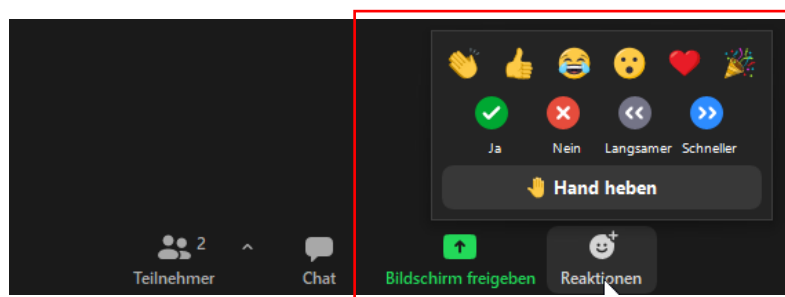 Ja Nein Langsamer Schneller
Hand heben
2
Teilnehmer Chat Bildschirm freigeben Reaktionen